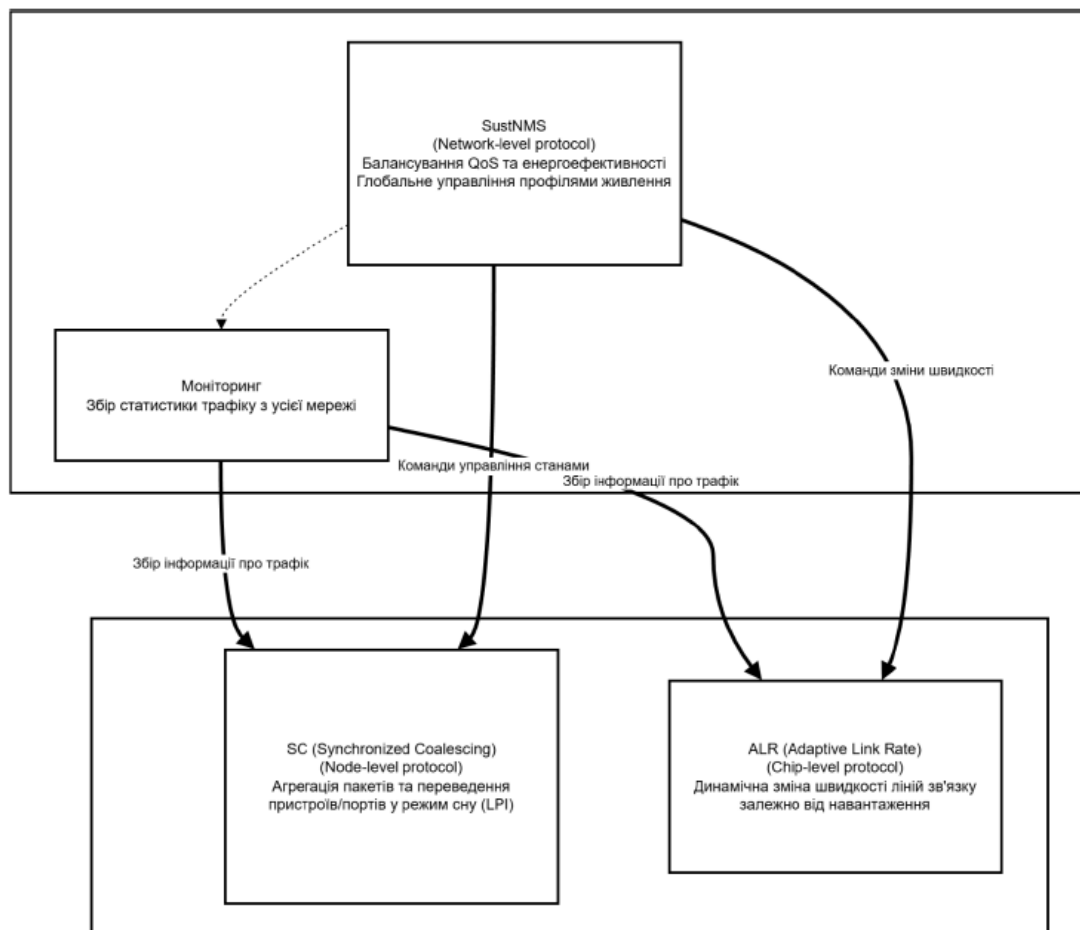 SustNMS
(Network-level protocol)
Балансування QoS та енергоефективності
Глобальне управління профілями живлення
Моніторинг
Збір статистики трафіку з усієї мережі
Команди зміни швидкості
Команди управління станами
Збір інформації про трафік
Збір інформації про трафік
SC (Synchronized Coalescing)
(Node-level protocol)
Агрегація пакетів та переведення
пристроїв/портів у режим сну (LPI)
ALR (Adaptive Link Rate)
(Chip-level protocol)
Динамічна зміна швидкості ліній зв'язку
залежно від навантаження